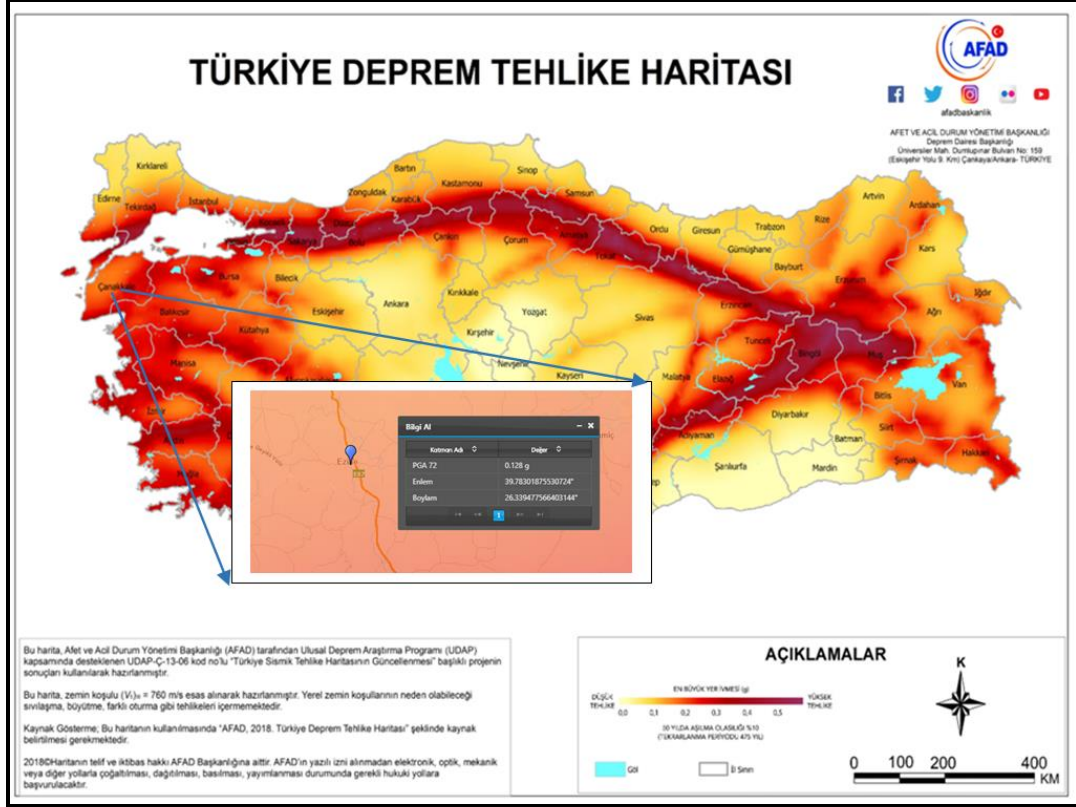 TÜRKİYE DEPREM TEHLİKE HARİTASI
AFAD
afadbaskanlik
AFET VE ACİL DURUM YÖNETİMİ BAŞKANLIĞI
Deprem Dairesi Başkanlığı
Üniversiteler Mah. Dumlupınar Bulvarı No: 159
(Eskişehir Yolu 9. Km) Çankaya/Ankara- TÜRKİYE
Kırklareli
Edirne
Tekirdağ
İstanbul
Zonguldak
Bartın
Karabük
Kastamonu
Sinop
Samsun
Sakarya
Bolu
Çankırı
Çorum
Amasya
Tokat
Ordu
Giresun
Trabzon
Rize
Artvin
Ardahan
Kars
Gümüşhane
Bayburt
Erzurum
Iğdır
Ağrı
Çanakkale
Balıkesir
Bursa
Bilecik
Eskişehir
Kütahya
Ankara
Kırıkkale
Kırşehir
Yozgat
Sivas
Erzincan
Tunceli
Bingöl
Muş
Manisa
İzmir
Aydın
Muğla
Nevşehir
Kayseri
Malatya
Elazığ
Diyarbakır
Bitlis
Van
Siirt
Batman
Hakkari
Şırnak
Mardin
Şanlıurfa
Adıyaman
Bilgi Al
Katman Adı Değer
PGA 72 0.128 g
Enlem 39.78301875530724°
Boylam 26.339477566403144°
1
Bu harita, Afet ve Acil Durum Yönetimi Başkanlığı (AFAD) tarafından Ulusal Deprem Araştırma Programı (UDAP)
kapsamında desteklenen UDAP-Ç-13-06 kod no'lu "Türkiye Sismik Tehlike Haritasının Güncellenmesi" başlıklı projenin
sonuçları kullanılarak hazırlanmıştır.
Bu harita, zemin koşulu (Vs)30 = 760 m/s esas alınarak hazırlanmıştır. Yerel zemin koşullarının neden olabileceği
sıvılaşma, büyütme, farklı oturma gibi tehlikeleri içermemektedir.
Kaynak Gösterme; Bu haritanın kullanılmasında "AFAD, 2018. Türkiye Deprem Tehlike Haritası" şeklinde kaynak
belirtilmesi gerekmektedir.
2018©Haritanın telif ve iktibas hakkı AFAD Başkanlığına aittir. AFAD'ın yazılı izni alınmadan elektronik, optik, mekanik
veya diğer yollarla çoğaltılması, dağıtılması, basılması, yayımlanması durumunda gerekli hukuki yollara
başvurulacaktır.
AÇIKLAMALAR
EN BÜYÜK YER İVMESİ (g)
DÜŞÜK TEHLİKE
YÜKSEK TEHLİKE
0,0 0,1 0,2 0,3 0,4 0,5
50 YILDA AŞILMA OLASILIĞI %10
(TEKRARLANMA PERİYODU 475 YIL)
Göl
İl Sınırı
K
0 100 200 400
KM